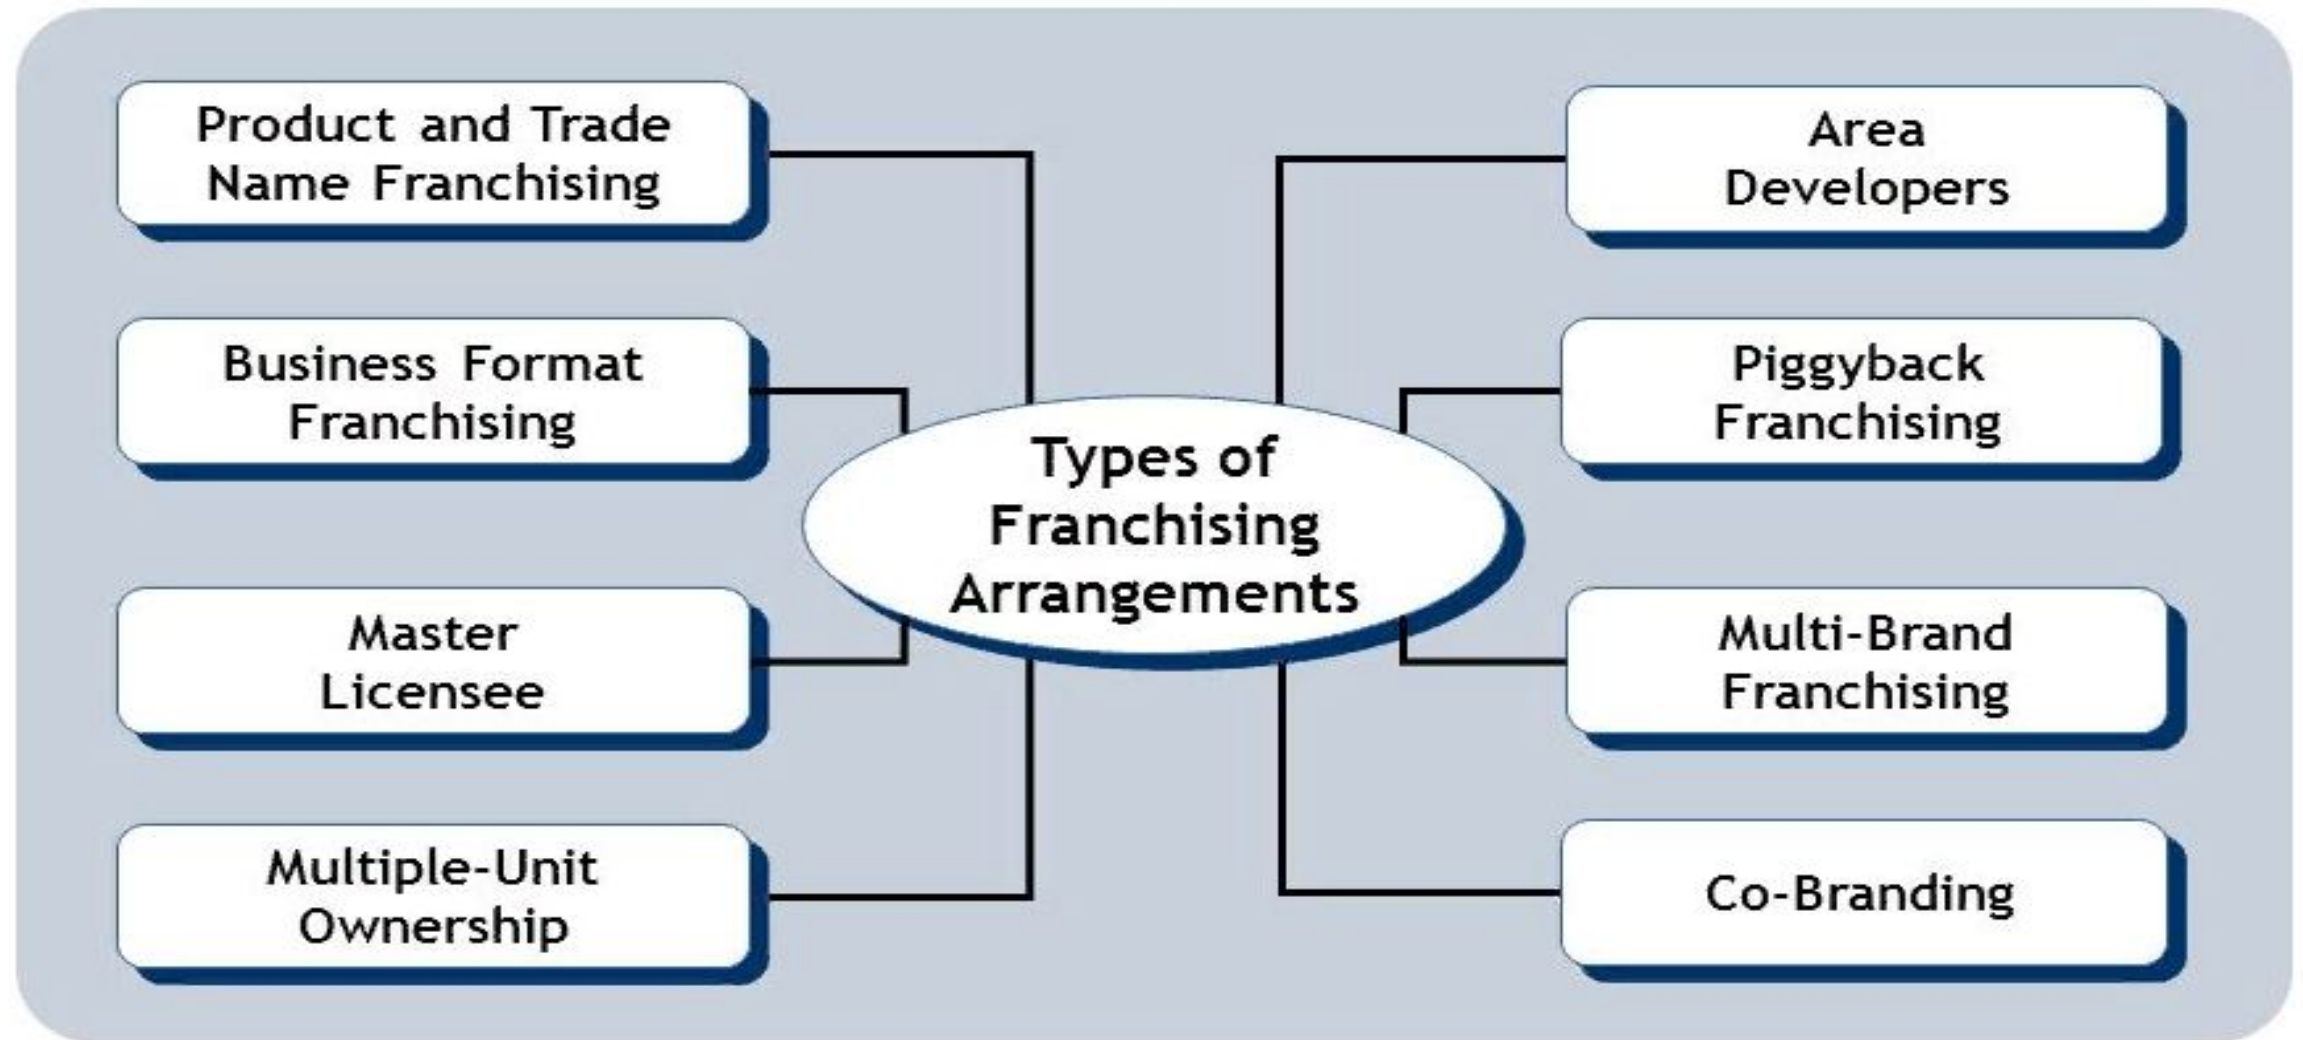 Product and Trade
Name Franchising
Business Format
Franchising
Master
Licensee
Multiple-Unit
Ownership
Types of
Franchising
Arrangements
Area
Developers
Piggyback
Franchising
Multi-Brand
Franchising
Co-Branding